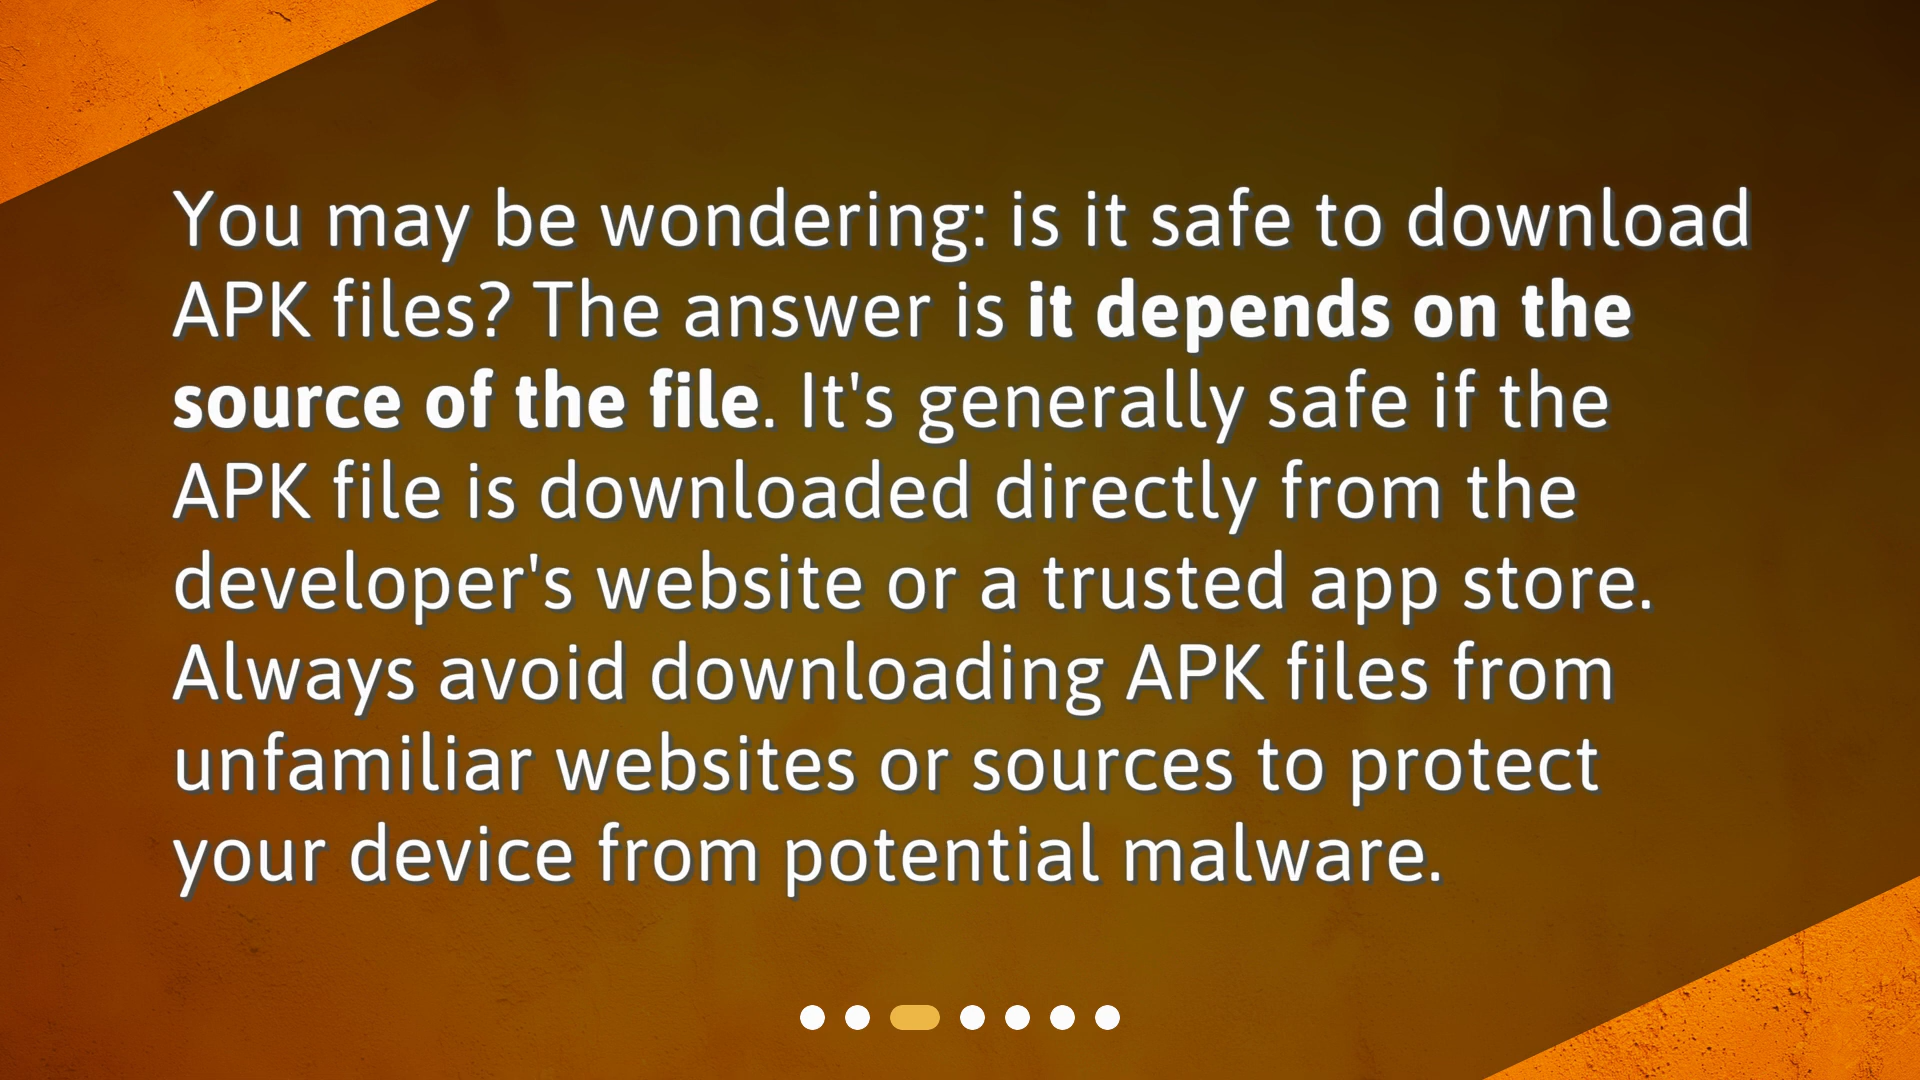 You may be wondering: is it safe to download
APK files? The answer is it depends on the
source of the file. It's generally safe if the
APK file is downloaded directly from the
developer's website or a trusted app store.
Always avoid downloading APK files from
unfamiliar websites or sources to protect
your device from potential malware.